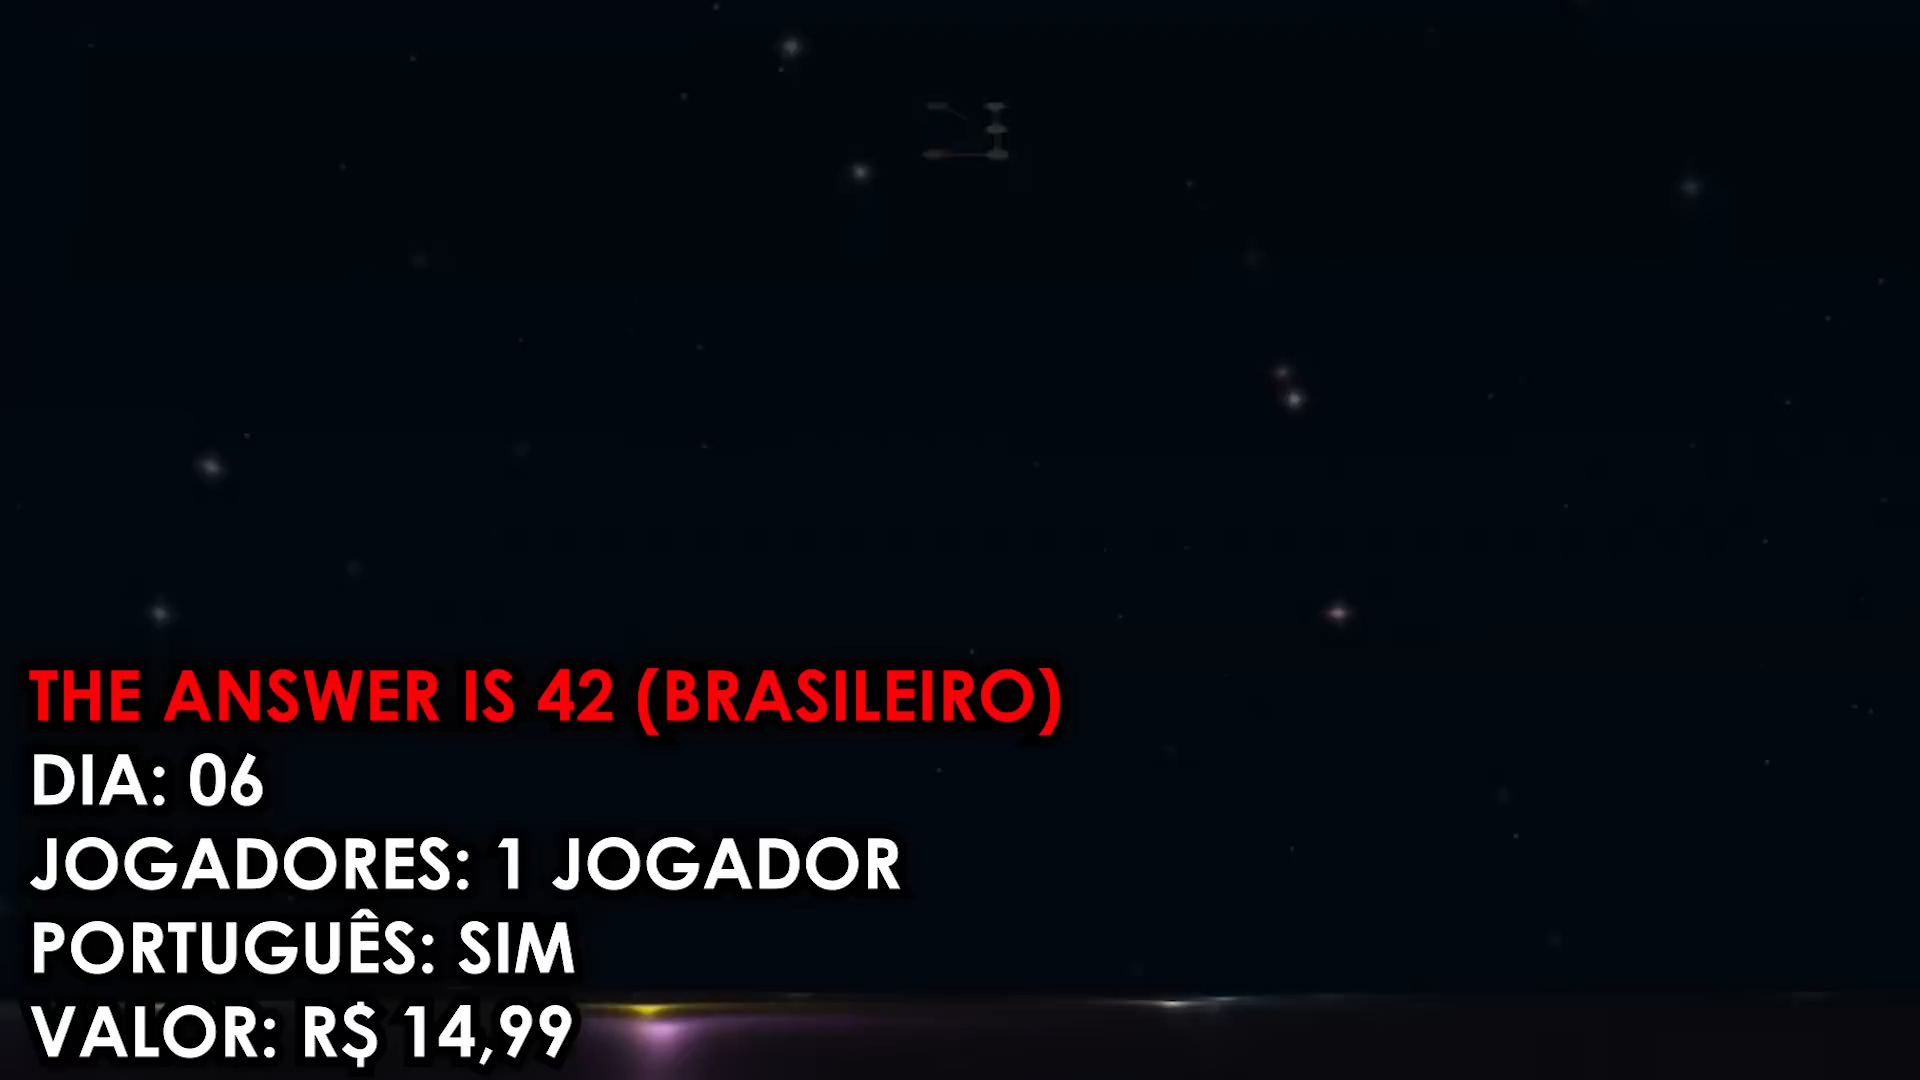 THE ANSWER IS 42 (BRASILEIRO)
DIA: 06
JOGADORES: 1 JOGADOR
PORTUGUÊS: SIM
VALOR: R$ 14,99